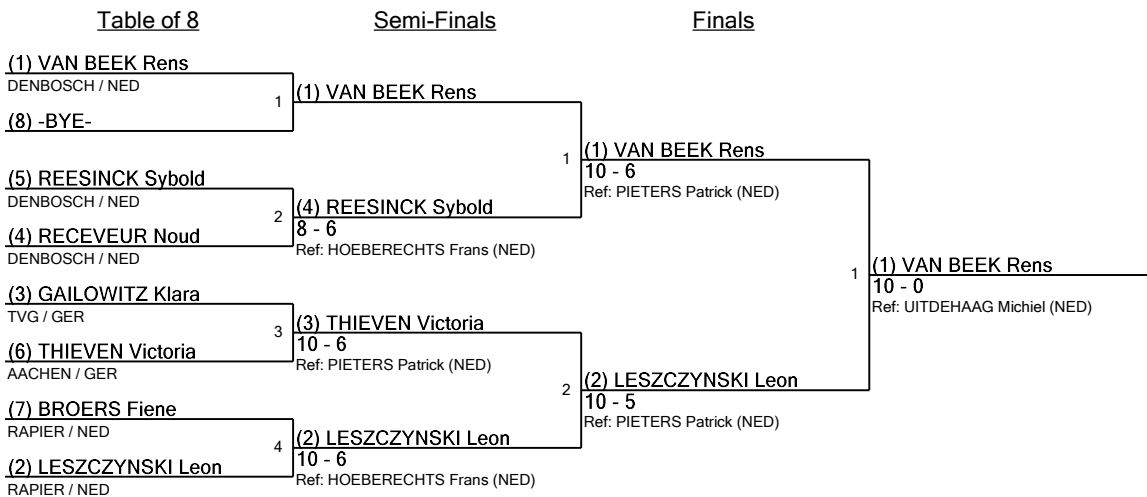 Table of 8
Semi-Finals
Finals
(1) VAN BEEK Rens
DENBOSCH / NED
(8) -BYE-
(5) REESINCK Sybold
DENBOSCH / NED
(4) RECEVEUR Noud
DENBOSCH / NED
(3) GAILOWITZ Klara
TVG / GER
(6) THIEVEN Victoria
AACHEN / GER
(7) BROERS Fiene
RAPIER / NED
(2) LESZCZYNSKI Leon
RAPIER / NED
1
(1) VAN BEEK Rens
2
(4) REESINCK Sybold
8 - 6
Ref: HOEBERECHTS Frans (NED)
3
(3) THIEVEN Victoria
10 - 6
Ref: PIETERS Patrick (NED)
4
(2) LESZCZYNSKI Leon
10 - 6
Ref: HOEBERECHTS Frans (NED)
1
(1) VAN BEEK Rens
10 - 6
Ref: PIETERS Patrick (NED)
2
(2) LESZCZYNSKI Leon
10 - 5
Ref: PIETERS Patrick (NED)
1
(1) VAN BEEK Rens
10 - 0
Ref: UITDEHAAG Michiel (NED)